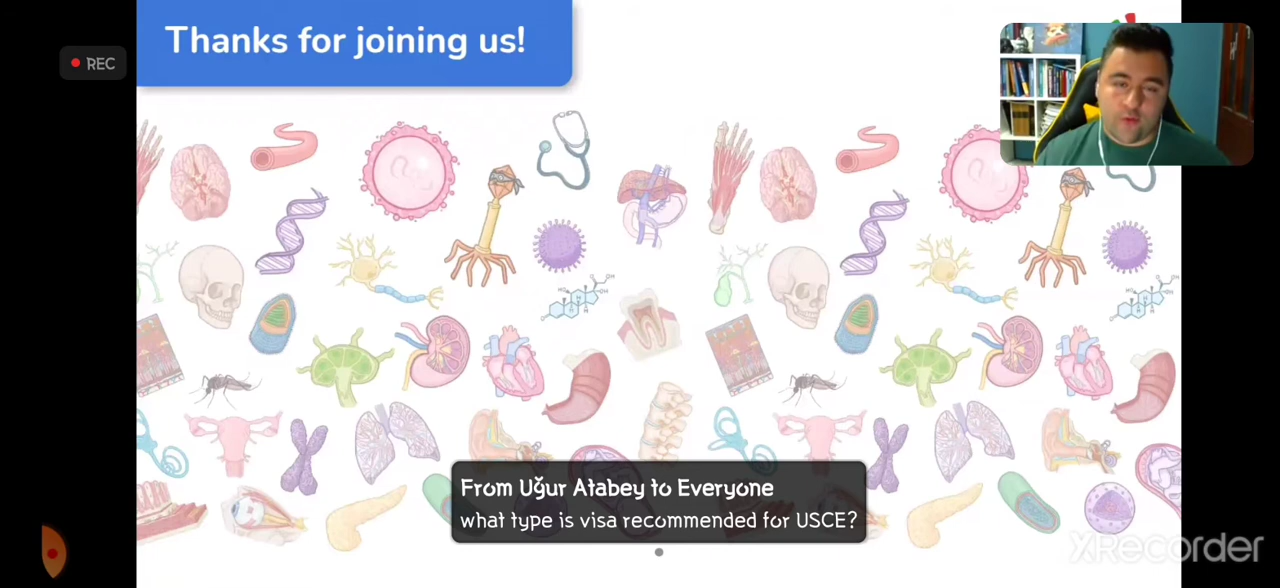 Thanks for joining us!
REC
From Uğur Atabey to Everyone
what type is visa recommended for USCE?
XRecorder